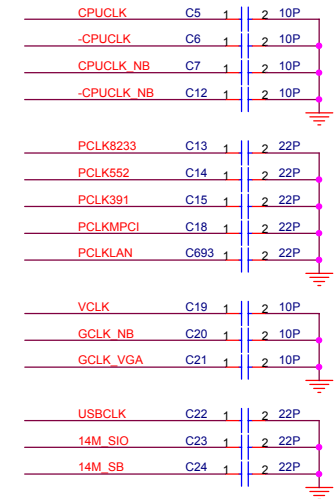 CPUCLK C5 1 2 10P
-CPUCLK C6 1 2 10P
CPUCLK_NB C7 1 2 10P
-CPUCLK_NB C12 1 2 10P
PCLK8233 C13 1 2 22P
PCLK552 C14 1 2 22P
PCLK391 C15 1 2 22P
PCLKMPCI C18 1 2 22P
PCLKLAN C693 1 2 22P
VCLK C19 1 2 10P
GCLK_NB C20 1 2 10P
GCLK_VGA C21 1 2 10P
USBCLK C22 1 2 22P
14M_SIO C23 1 2 22P
14M_SB C24 1 2 22P